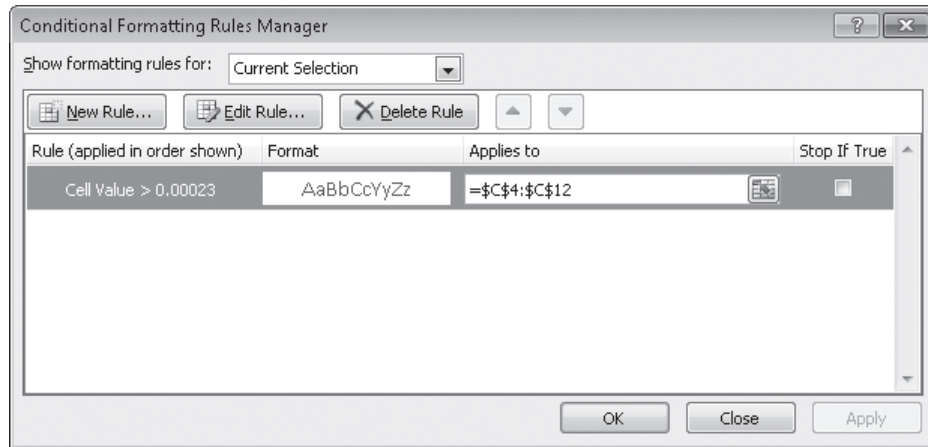 Conditional Formatting Rules Manager
Show formatting rules for: Current Selection
New Rule... Edit Rule... Delete Rule
Rule (applied in order shown) Format Applies to Stop If True
Cell Value > 0.00023 AaBbCcYyZz =$C$4:$C$12
OK Close Apply